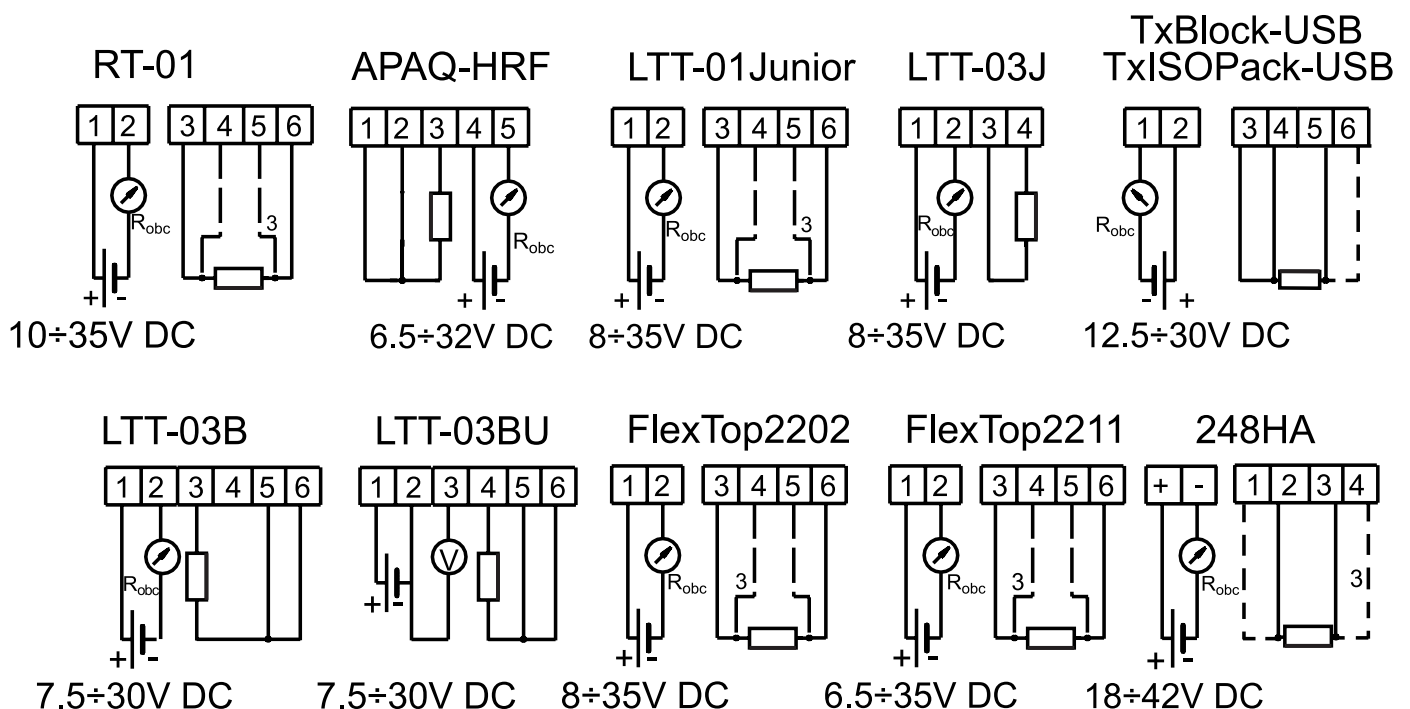 RT-01
1 2 3 4 5 6
Robc
3
+ -
10÷35V DC
APAQ-HRF
1 2 3 4 5
Robc
+ -
6.5÷32V DC
LTT-01Junior
1 2 3 4 5 6
Robc
3
+ -
8÷35V DC
LTT-03J
1 2 3 4
Robc
+ -
8÷35V DC
TxBlock-USB
TxISOPack-USB
1 2 3 4 5 6
Robc
- +
12.5÷30V DC
LTT-03B
1 2 3 4 5 6
Robc
+ -
7.5÷30V DC
LTT-03BU
1 2 3 4 5 6
V
+ -
7.5÷30V DC
FlexTop2202
1 2 3 4 5 6
Robc
3
+ -
8÷35V DC
FlexTop2211
1 2 3 4 5 6
Robc
3
+ -
6.5÷35V DC
248HA
+ - 1 2 3 4
Robc
3
+ -
18÷42V DC